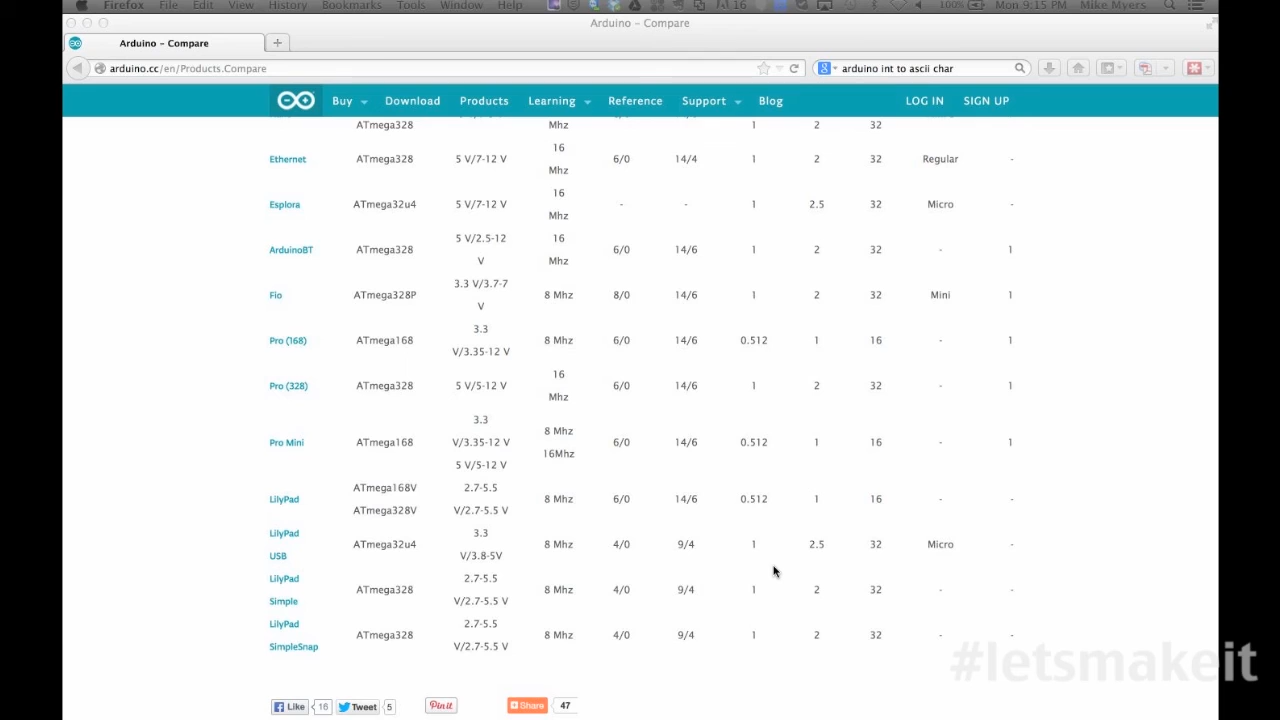 Firefox File Edit View History Bookmarks Tools Window Help 16 100% Mon 9:15 PM Mike Myers
Arduino - Compare
Arduino - Compare
arduino.cc/en/Products.Compare arduino int to ascii char
Buy Download Products Learning Reference Support Blog LOG IN SIGN UP
ATmega328 Mhz 1 2 32
Ethernet ATmega328 5 V/7-12 V 16 Mhz 6/0 14/4 1 2 32 Regular -
Esplora ATmega32u4 5 V/7-12 V 16 Mhz - - 1 2.5 32 Micro -
ArduinoBT ATmega328 5 V/2.5-12 V 16 Mhz 6/0 14/6 1 2 32 - 1
Fio ATmega328P 3.3 V/3.7-7 V 8 Mhz 8/0 14/6 1 2 32 Mini 1
Pro (168) ATmega168 3.3 V/3.35-12 V 8 Mhz 6/0 14/6 0.512 1 16 - 1
Pro (328) ATmega328 5 V/5-12 V 16 Mhz 6/0 14/6 1 2 32 - 1
Pro Mini ATmega168 3.3 V/3.35-12 V 5 V/5-12 V 8 Mhz 16Mhz 6/0 14/6 0.512 1 16 - 1
LilyPad ATmega168V ATmega328V 2.7-5.5 V/2.7-5.5 V 8 Mhz 6/0 14/6 0.512 1 16 - -
LilyPad USB ATmega32u4 3.3 V/3.8-5V 8 Mhz 4/0 9/4 1 2.5 32 Micro -
LilyPad Simple ATmega328 2.7-5.5 V/2.7-5.5 V 8 Mhz 4/0 9/4 1 2 32 - -
LilyPad SimpleSnap ATmega328 2.7-5.5 V/2.7-5.5 V 8 Mhz 4/0 9/4 1 2 32 - -
#letsmakeit
Like 16 Tweet 5 Pin it Share 47